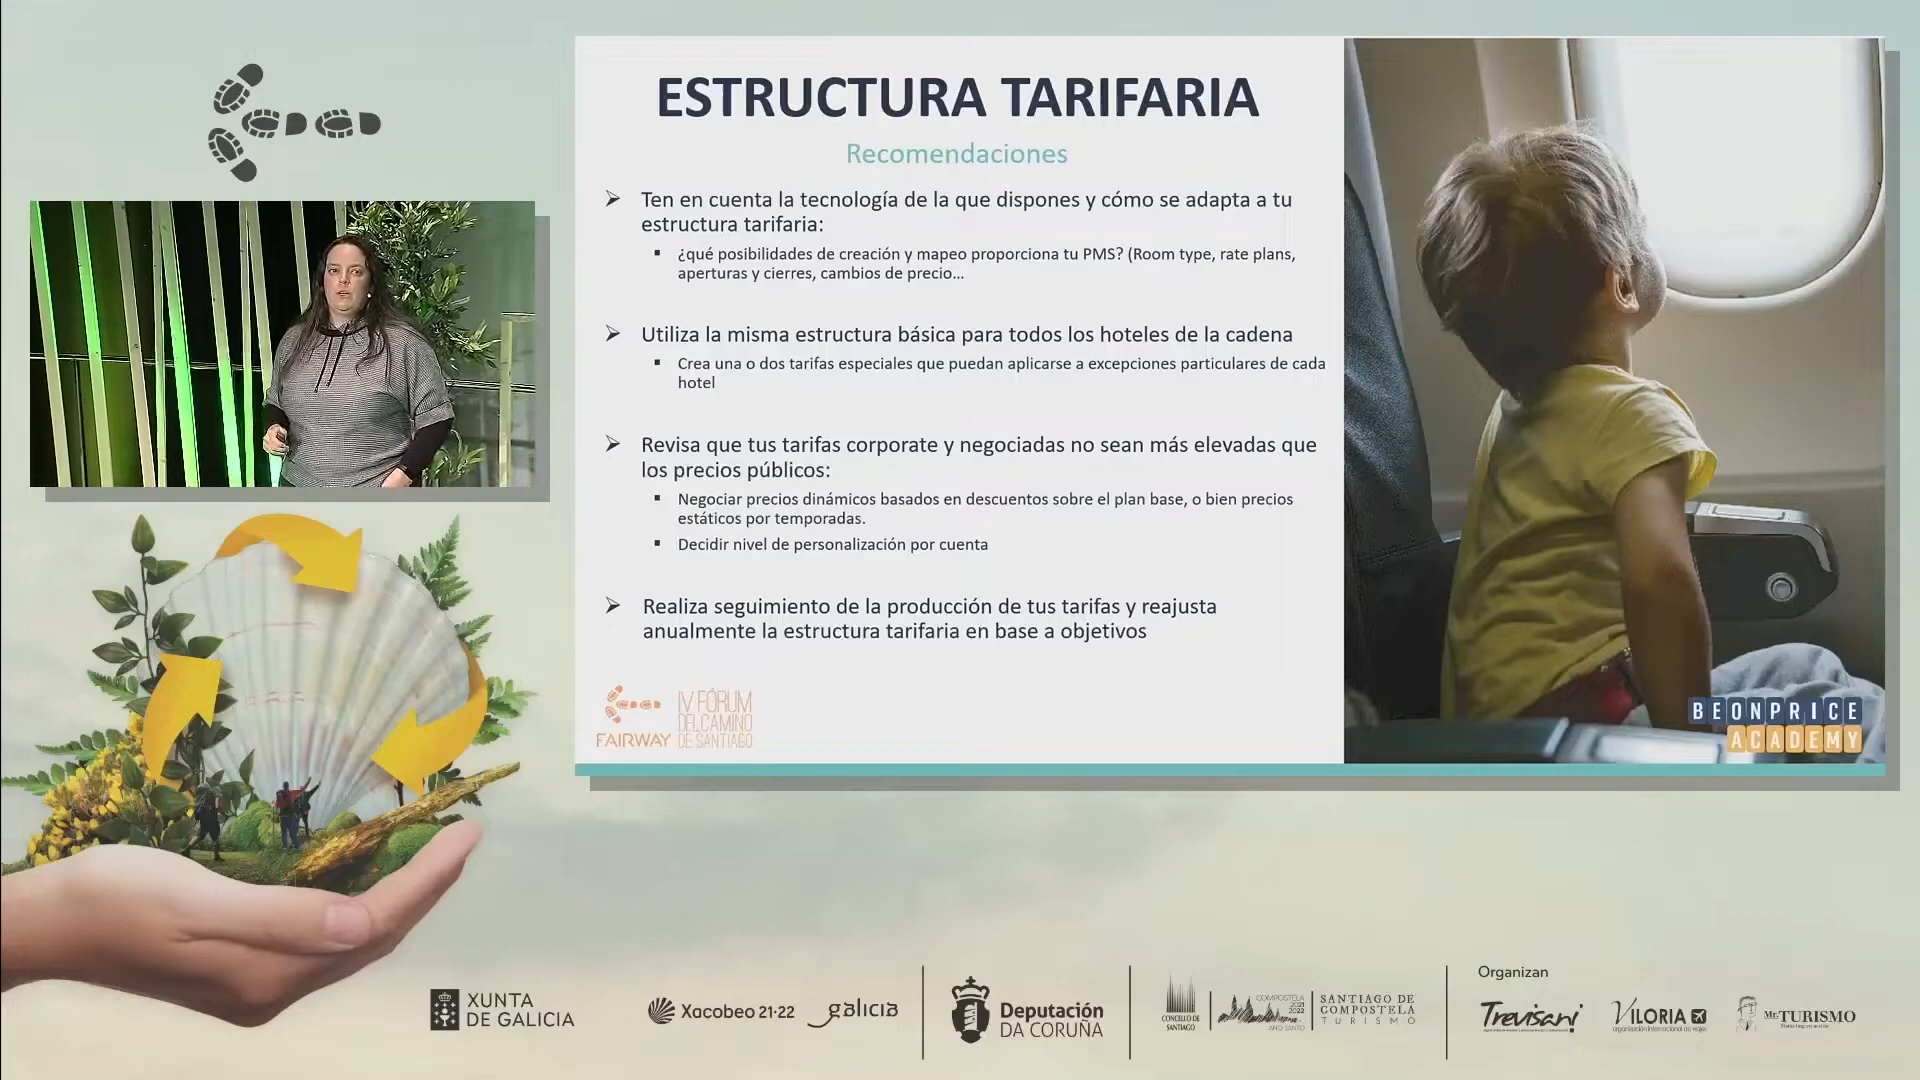 ESTRUCTURA TARIFARIA
Recomendaciones
Ten en cuenta la tecnología de la que dispones y cómo se adapta a tu
estructura tarifaria:
¿qué posibilidades de creación y mapeo proporciona tu PMS? (Room type, rate plans,
aperturas y cierres, cambios de precio...
Utiliza la misma estructura básica para todos los hoteles de la cadena
Crea una o dos tarifas especiales que puedan aplicarse a excepciones particulares de cada
hotel
Revisa que tus tarifas corporate y negociadas no sean más elevadas que
los precios públicos:
Negociar precios dinámicos basados en descuentos sobre el plan base, o bien precios
estáticos por temporadas.
Decidir nivel de personalización por cuenta
Realiza seguimiento de la producción de tus tarifas y reajusta
anualmente la estructura tarifaria en base a objetivos
FAIRWAY
IV FÓRUM
DEL CAMINO
DE SANTIAGO
BEONPRICE
ACADEMY
XUNTA
DE GALICIA
Xacobeo 21·22
galicia
Deputación
DA CORUÑA
CONCELLO DE
SANTIAGO
COMPOSTELA
2021
2022
ANO SANTO
SANTIAGO DE
COMPOSTELA
TURISMO
Organizan
Trevisani
VILORIA
Mr. TURISMO